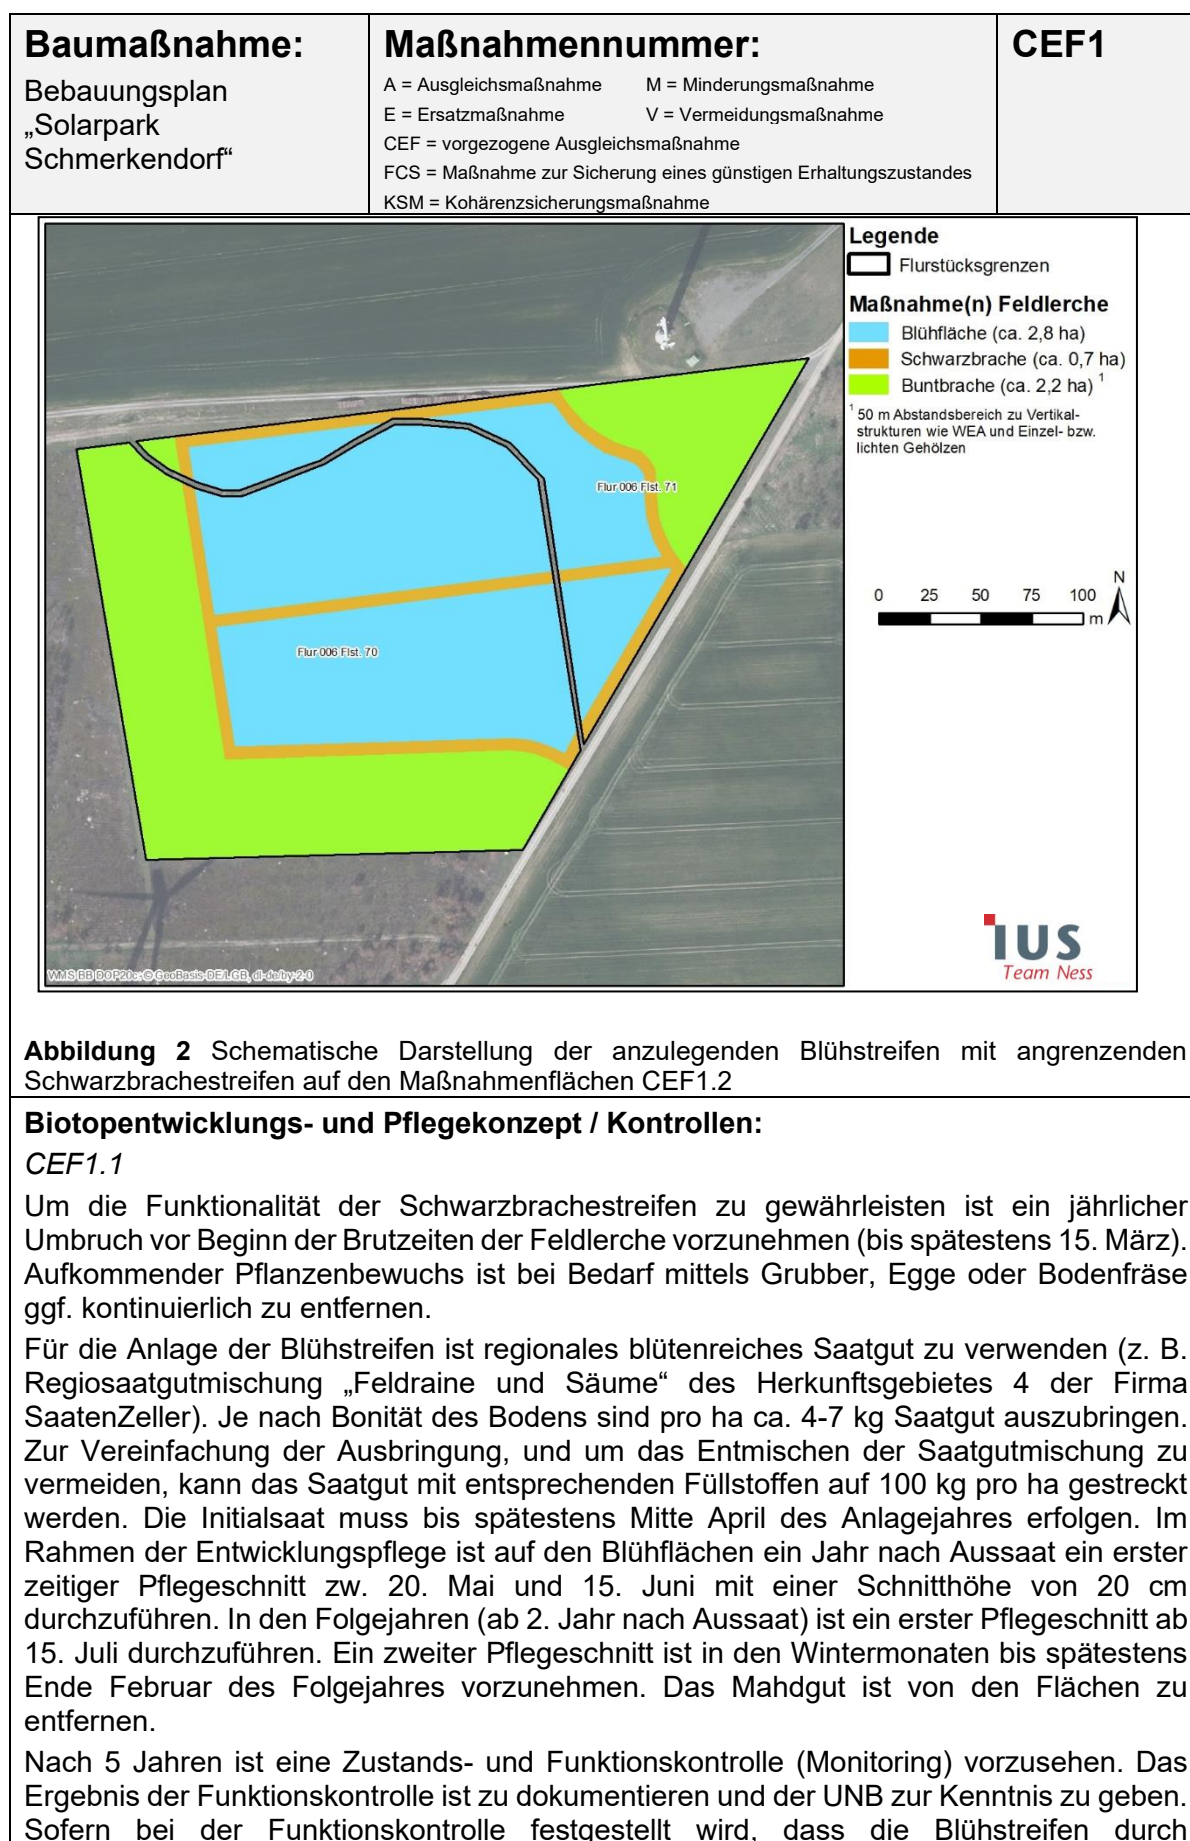 Baumaßnahme:
Bebauungsplan
„Solarpark
Schmerkendorf“
Maßnahmennummer:
A = Ausgleichsmaßnahme M = Minderungsmaßnahme
E = Ersatzmaßnahme V = Vermeidungsmaßnahme
CEF = vorgezogene Ausgleichsmaßnahme
FCS = Maßnahme zur Sicherung eines günstigen Erhaltungszustandes
KSM = Kohärenzsicherungsmaßnahme
CEF1
Legende
Flurstücksgrenzen
Maßnahme(n) Feldlerche
Blühfläche (ca. 2,8 ha)
Schwarzbrache (ca. 0,7 ha)
Buntbrache (ca. 2,2 ha) ¹
¹ 50 m Abstandsbereich zu Vertikal-
strukturen wie WEA und Einzel- bzw.
lichten Gehölzen
Flur 006 Flst. 71
Flur 006 Flst. 70
N
0 25 50 75 100
m
WMS BB DOP20c: © GeoBasis-DE/LGB, dl-de/by-2-0
IUS
Team Ness
Abbildung 2 Schematische Darstellung der anzulegenden Blühstreifen mit angrenzenden
Schwarzbrachestreifen auf den Maßnahmenflächen CEF1.2
Biotopentwicklungs- und Pflegekonzept / Kontrollen:
CEF1.1
Um die Funktionalität der Schwarzbrachestreifen zu gewährleisten ist ein jährlicher
Umbruch vor Beginn der Brutzeiten der Feldlerche vorzunehmen (bis spätestens 15. März).
Aufkommender Pflanzenbewuchs ist bei Bedarf mittels Grubber, Egge oder Bodenfräse
ggf. kontinuierlich zu entfernen.
Für die Anlage der Blühstreifen ist regionales blütenreiches Saatgut zu verwenden (z. B.
Regiosaatgutmischung „Feldraine und Säume“ des Herkunftsgebietes 4 der Firma
SaatenZeller). Je nach Bonität des Bodens sind pro ha ca. 4-7 kg Saatgut auszubringen.
Zur Vereinfachung der Ausbringung, und um das Entmischen der Saatgutmischung zu
vermeiden, kann das Saatgut mit entsprechenden Füllstoffen auf 100 kg pro ha gestreckt
werden. Die Initialsaat muss bis spätestens Mitte April des Anlagejahres erfolgen. Im
Rahmen der Entwicklungspflege ist auf den Blühflächen ein Jahr nach Aussaat ein erster
zeitiger Pflegeschnitt zw. 20. Mai und 15. Juni mit einer Schnitthöhe von 20 cm
durchzuführen. In den Folgejahren (ab 2. Jahr nach Aussaat) ist ein erster Pflegeschnitt ab
15. Juli durchzuführen. Ein zweiter Pflegeschnitt ist in den Wintermonaten bis spätestens
Ende Februar des Folgejahres vorzunehmen. Das Mahdgut ist von den Flächen zu
entfernen.
Nach 5 Jahren ist eine Zustands- und Funktionskontrolle (Monitoring) vorzusehen. Das
Ergebnis der Funktionskontrolle ist zu dokumentieren und der UNB zur Kenntnis zu geben.
Sofern bei der Funktionskontrolle festgestellt wird, dass die Blühstreifen durch